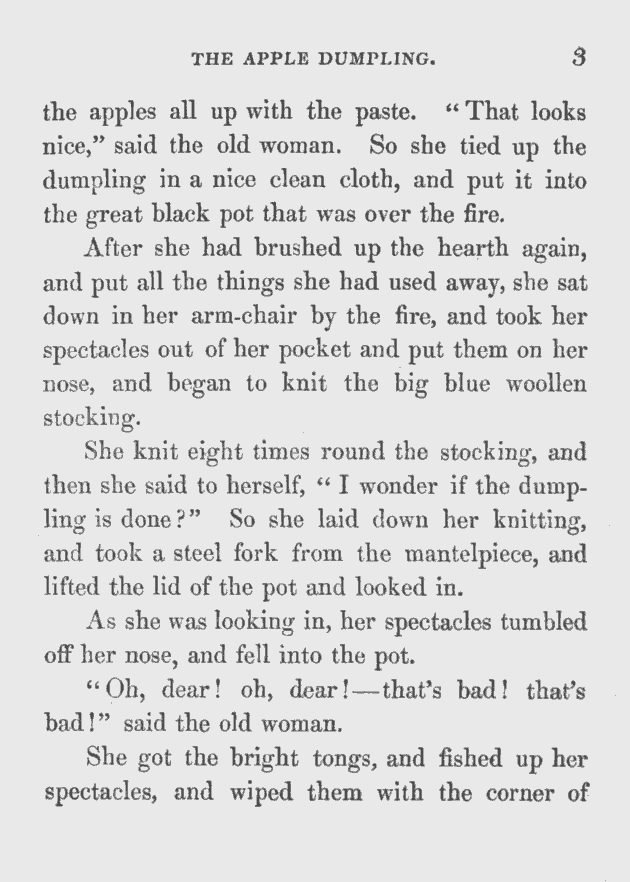 THE APPLE DUMPLING. 3
the apples all up with the paste. “That looks
nice,” said the old woman. So she tied up the
dumpling in a nice clean cloth, and put it into
the great black pot that was over the fire.
After she had brushed up the hearth again,
and put all the things she had used away, she sat
down in her arm-chair by the fire, and took her
spectacles out of her pocket and put them on her
nose, and began to knit the big blue woollen
stocking.
She knit eight times round the stocking, and
then she said to herself, “I wonder if the dump-
ling is done?” So she laid down her knitting,
and took a steel fork from the mantelpiece, and
lifted the lid of the pot and looked in.
As she was looking in, her spectacles tumbled
off her nose, and fell into the pot.
“Oh, dear! oh, dear!—that’s bad! that’s
bad!” said the old woman.
She got the bright tongs, and fished up her
spectacles, and wiped them with the corner of